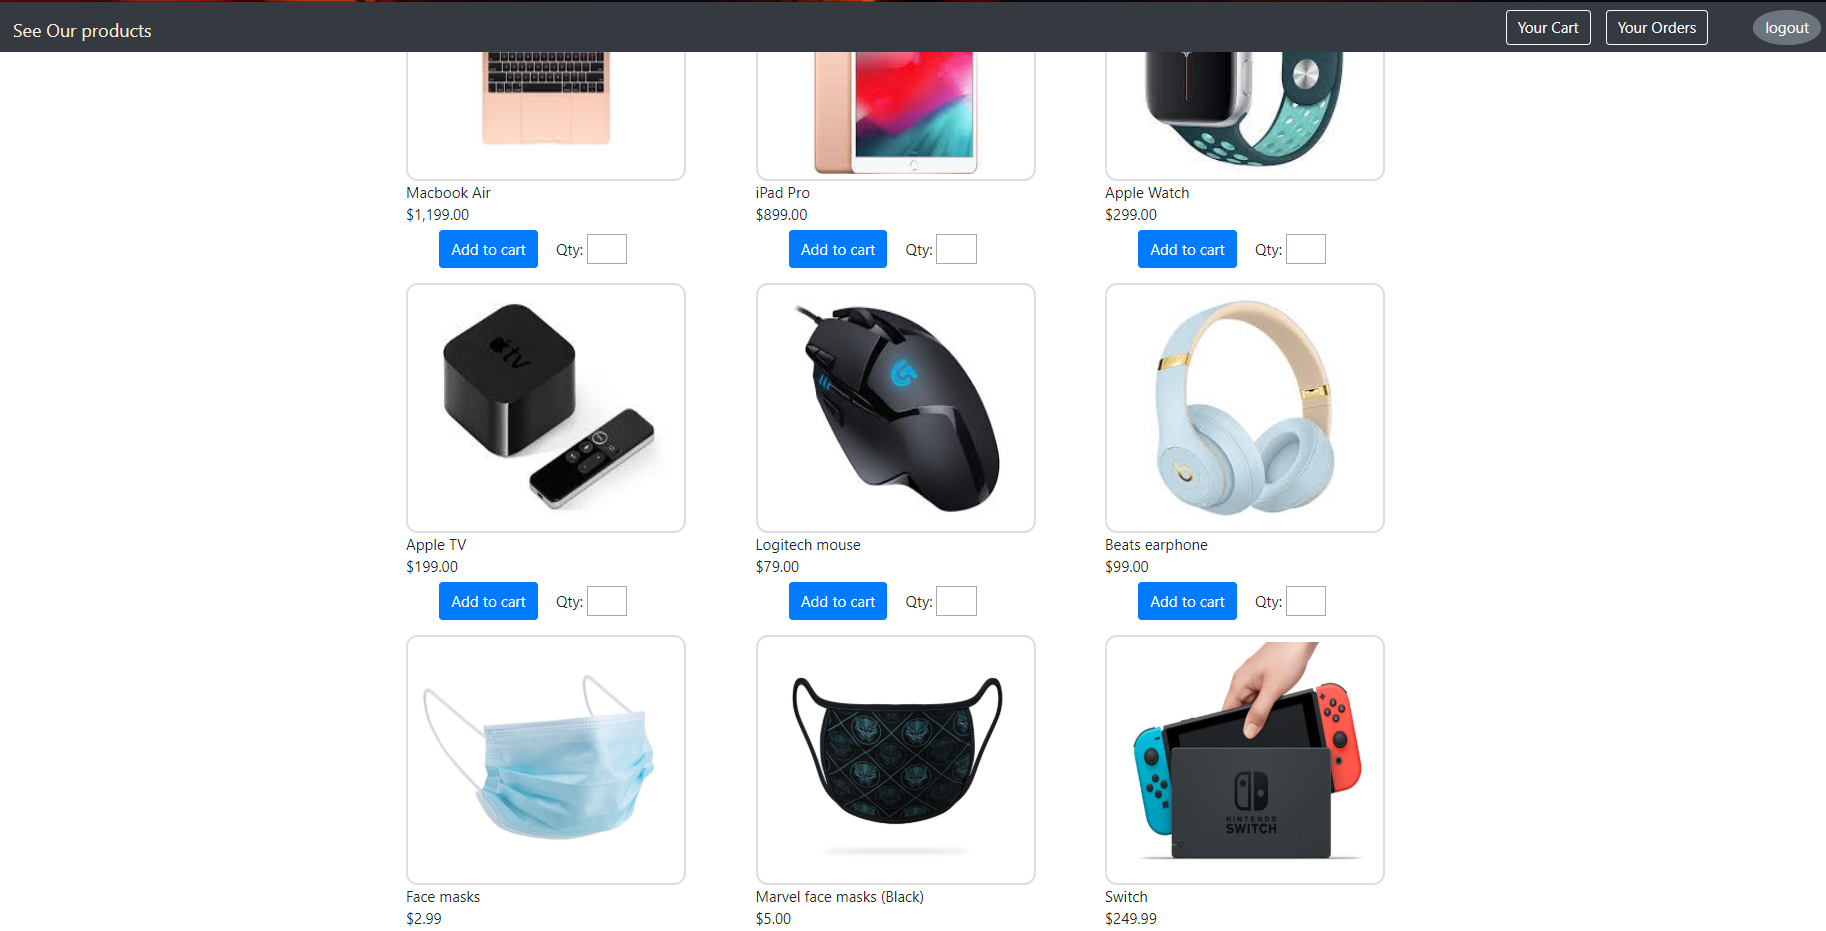 See Our products
Your Cart
Your Orders
logout
Macbook Air
$1,199.00
Add to cart
Qty:
iPad Pro
$899.00
Add to cart
Qty:
Apple Watch
$299.00
Add to cart
Qty:
tv
Apple TV
$199.00
Add to cart
Qty:
Logitech mouse
$79.00
Add to cart
Qty:
Beats earphone
$99.00
Add to cart
Qty:
Face masks
$2.99
Marvel face masks (Black)
$5.00
NINTENDO
SWITCH
Switch
$249.99